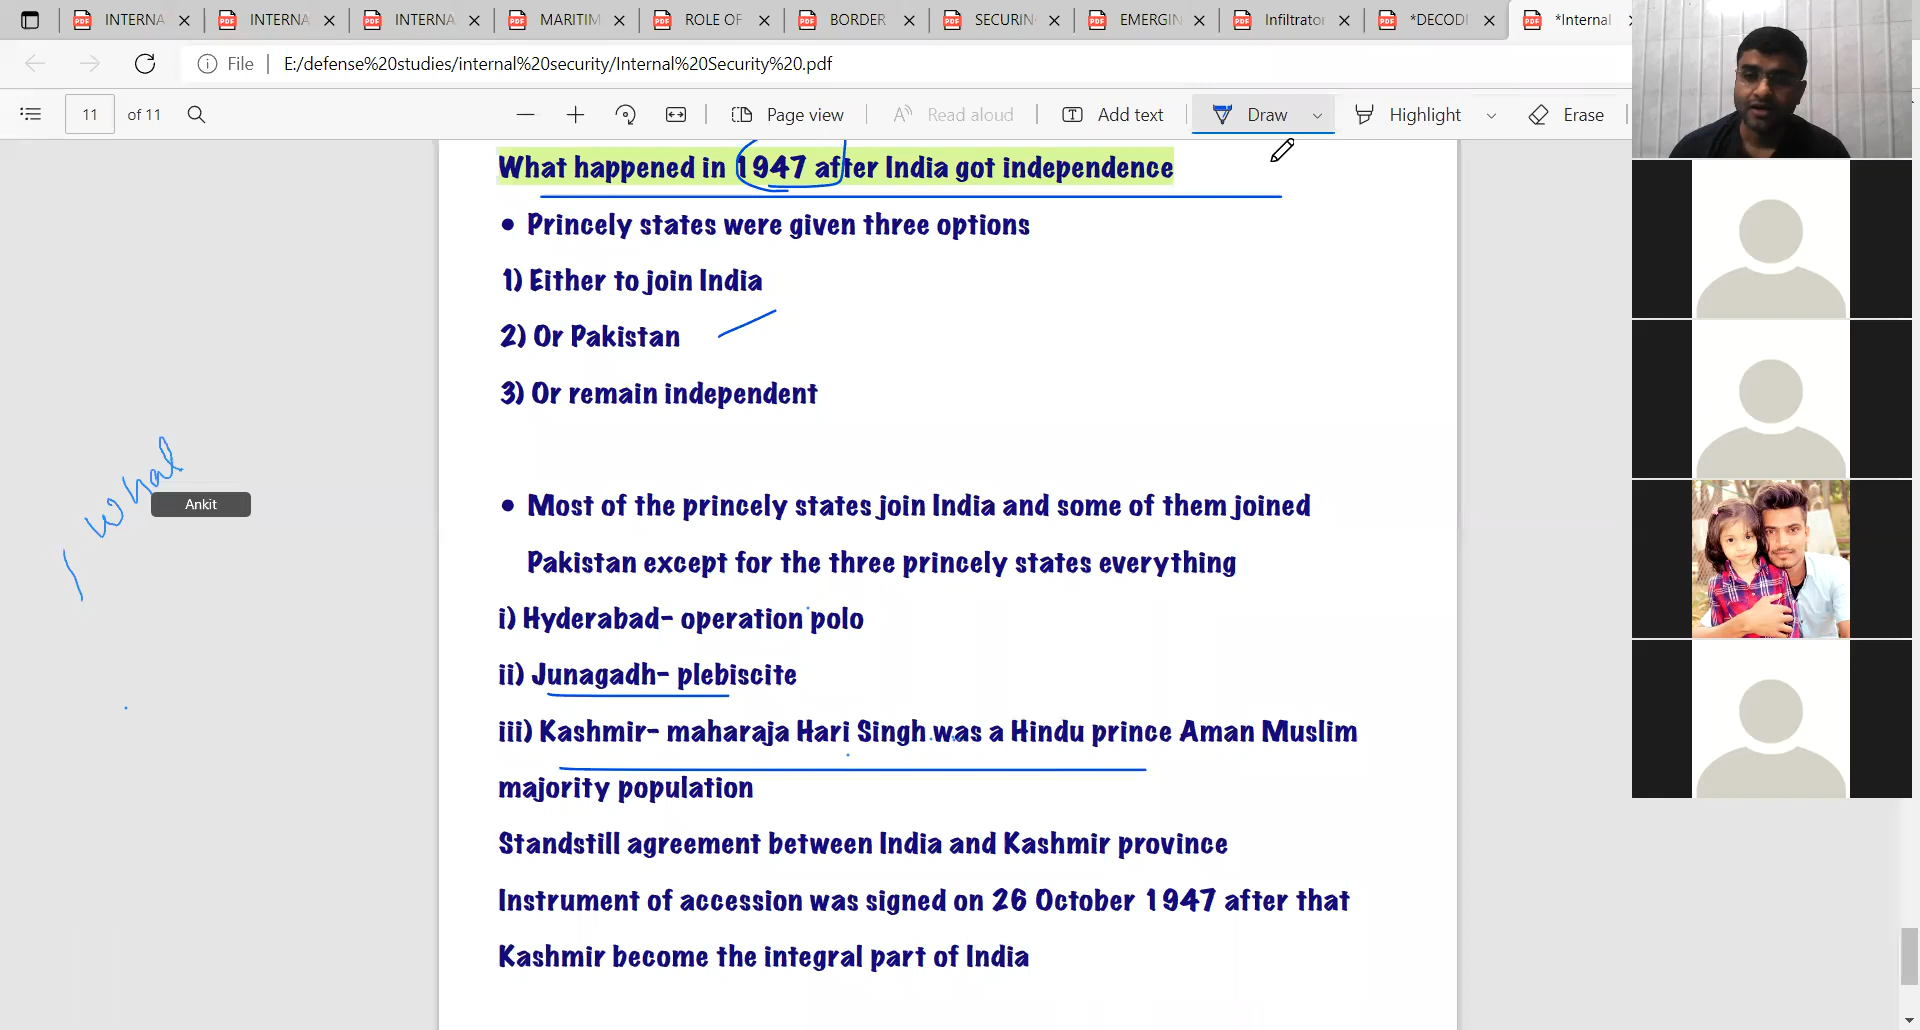 INTERNA
INTERNA
INTERNA
MARITIM
ROLE OF
BORDER
SECURIN
EMERGIN
Infiltrator
*DECODI
*Internal
File
E:/defense%20studies/internal%20security/Internal%20Security%20.pdf
11
of 11
Page view
Read aloud
Add text
Draw
Highlight
Erase
What happened in 1947 after India got independence
• Princely states were given three options
1) Either to join India
2) Or Pakistan
3) Or remain independent
what
Ankit
• Most of the princely states join India and some of them joined
Pakistan except for the three princely states everything
i) Hyderabad- operation polo
ii) Junagadh- plebiscite
iii) Kashmir- maharaja Hari Singh was a Hindu prince Aman Muslim
majority population
Standstill agreement between India and Kashmir province
Instrument of accession was signed on 26 October 1947 after that
Kashmir become the integral part of India